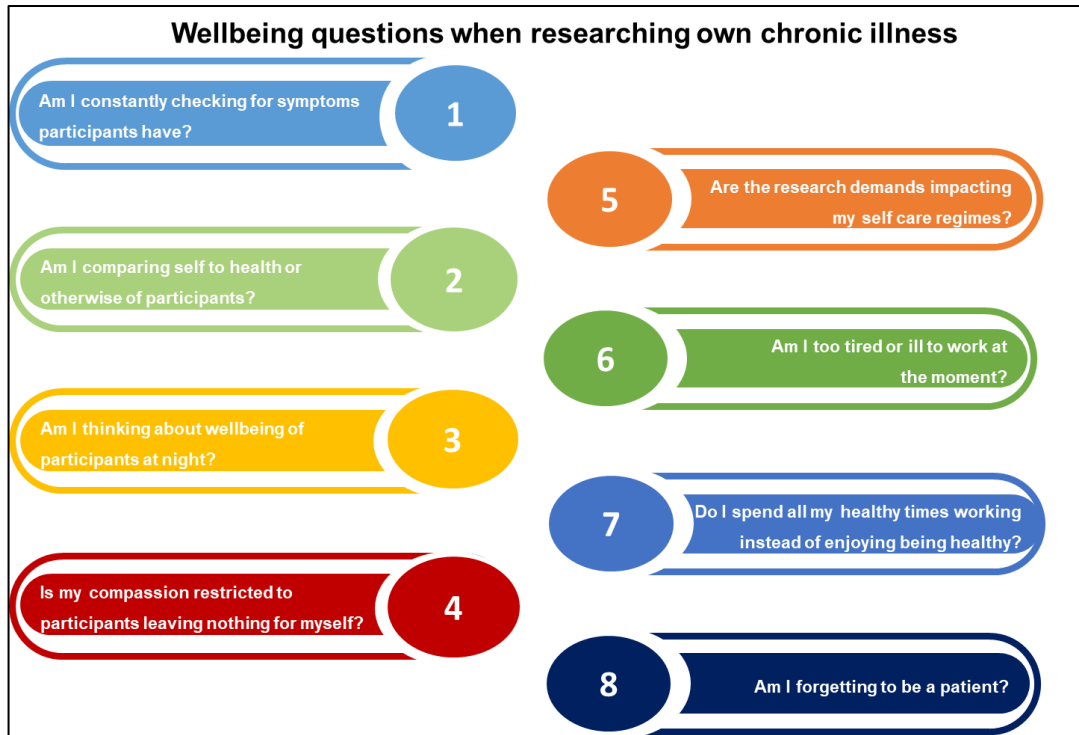 Wellbeing questions when researching own chronic illness
Am I constantly checking for symptoms
participants have?
1
Am I comparing self to health or
otherwise of participants?
2
Am I thinking about wellbeing of
participants at night?
3
Is my compassion restricted to
participants leaving nothing for myself?
4
5
Are the research demands impacting
my self care regimes?
6
Am I too tired or ill to work at
the moment?
7
Do I spend all my healthy times working
instead of enjoying being healthy?
8
Am I forgetting to be a patient?